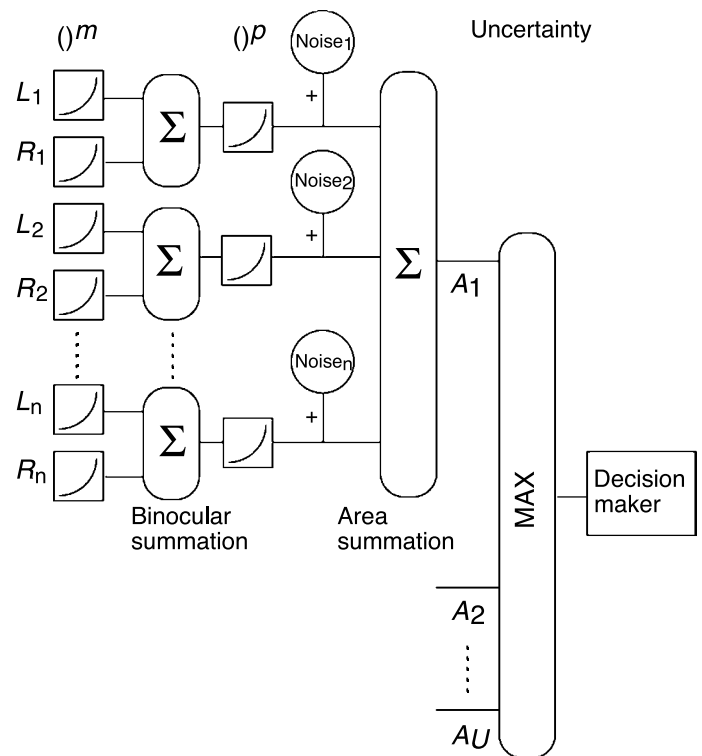 ()m ()p Uncertainty
Noise1
L1
Σ
+
R1
Noise2
L2
+
Σ
Σ
R2
A1
Noisen
Ln
+
Σ
Rn
MAX
Decision
maker
Binocular
summation
Area
summation
A2
AU